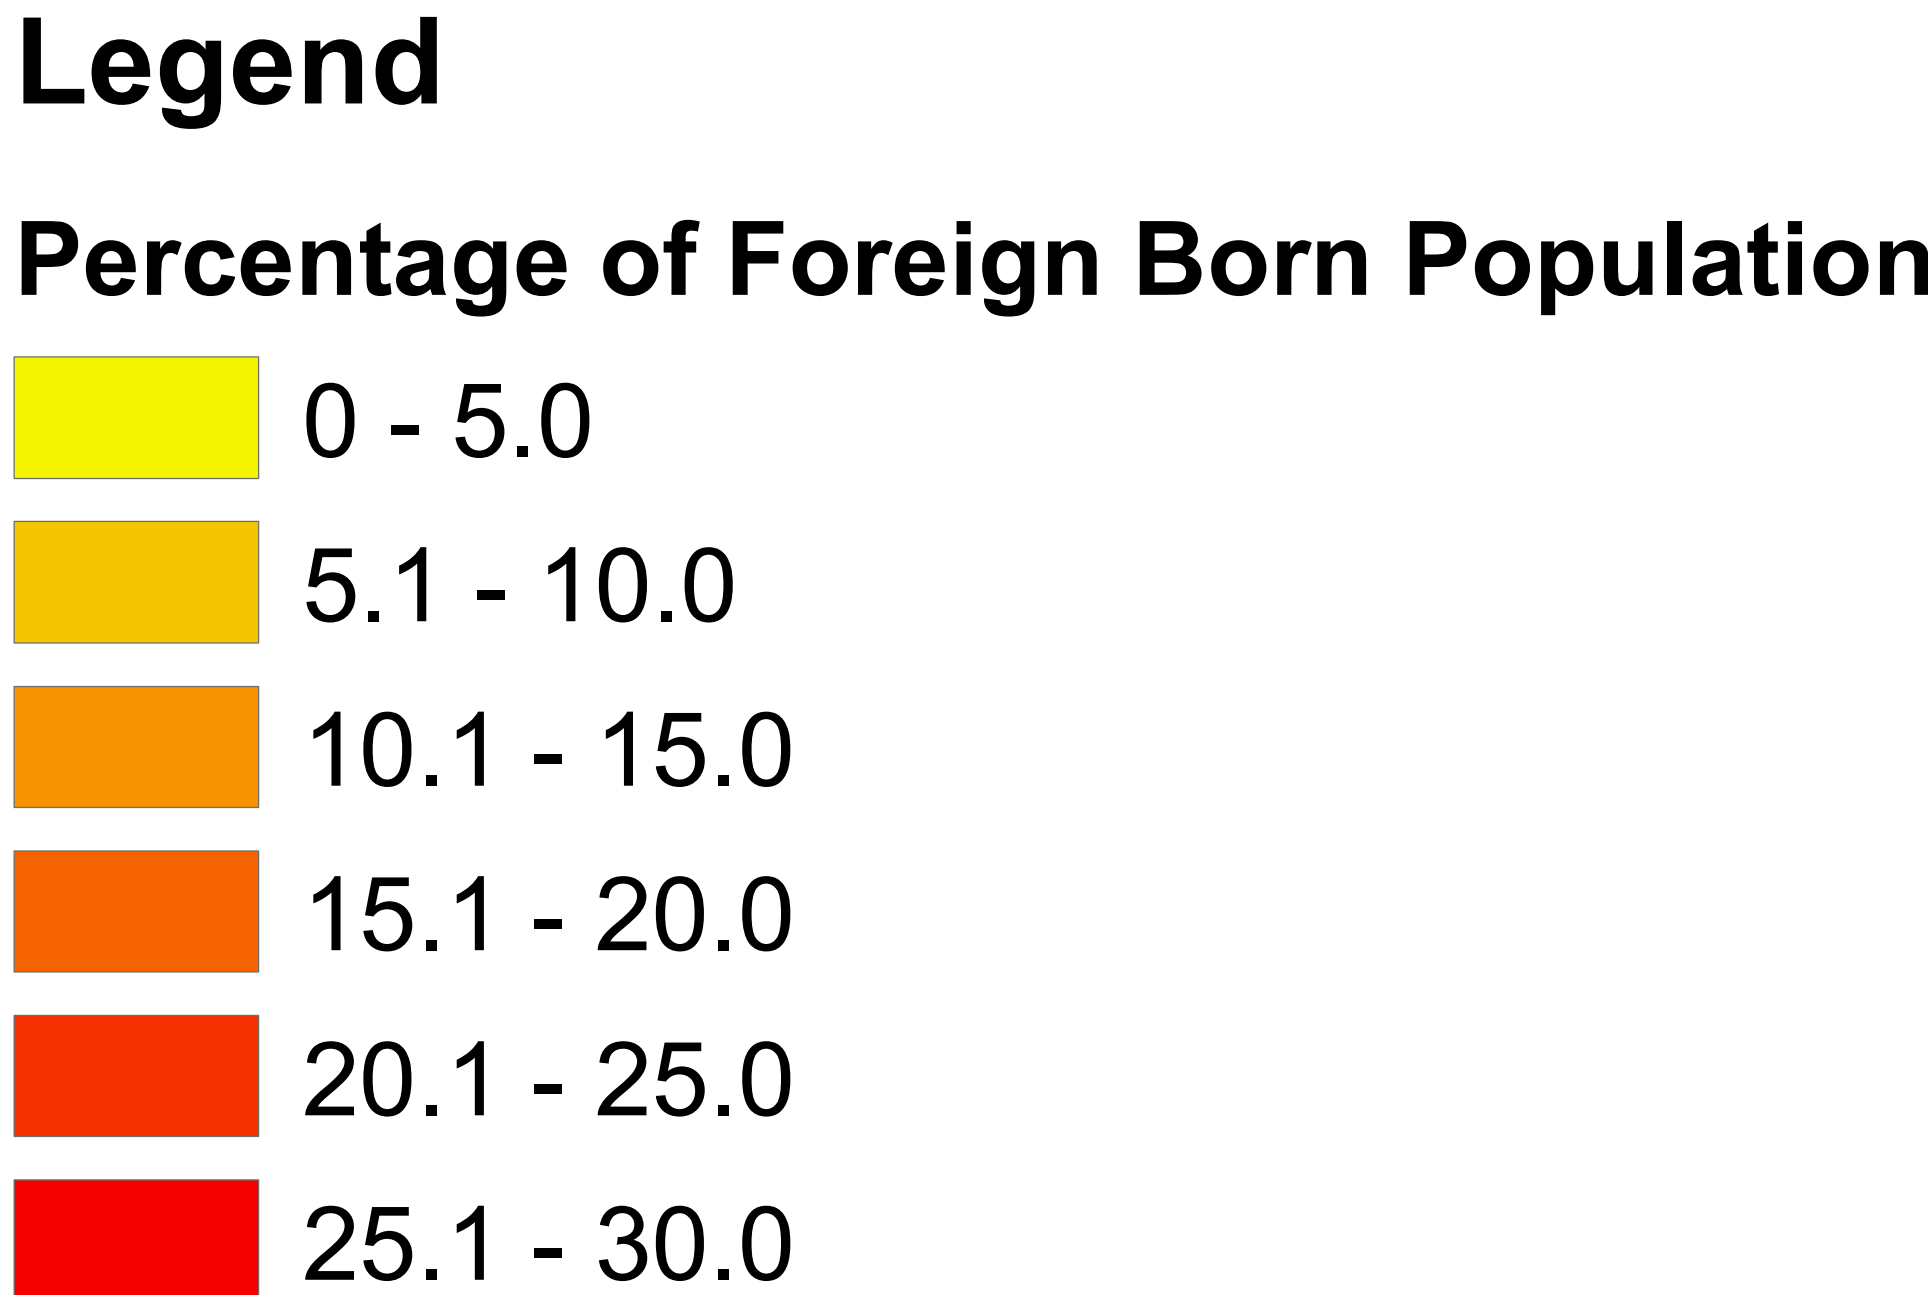 Legend
Percentage of Foreign Born Population
0 - 5.0
5.1 - 10.0
10.1 - 15.0
15.1 - 20.0
20.1 - 25.0
25.1 - 30.0